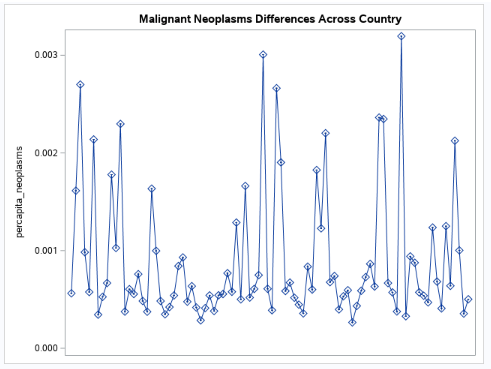 Malignant Neoplasms Differences Across Country
0.003
0.002
0.001
0.000
percapita_neoplasms